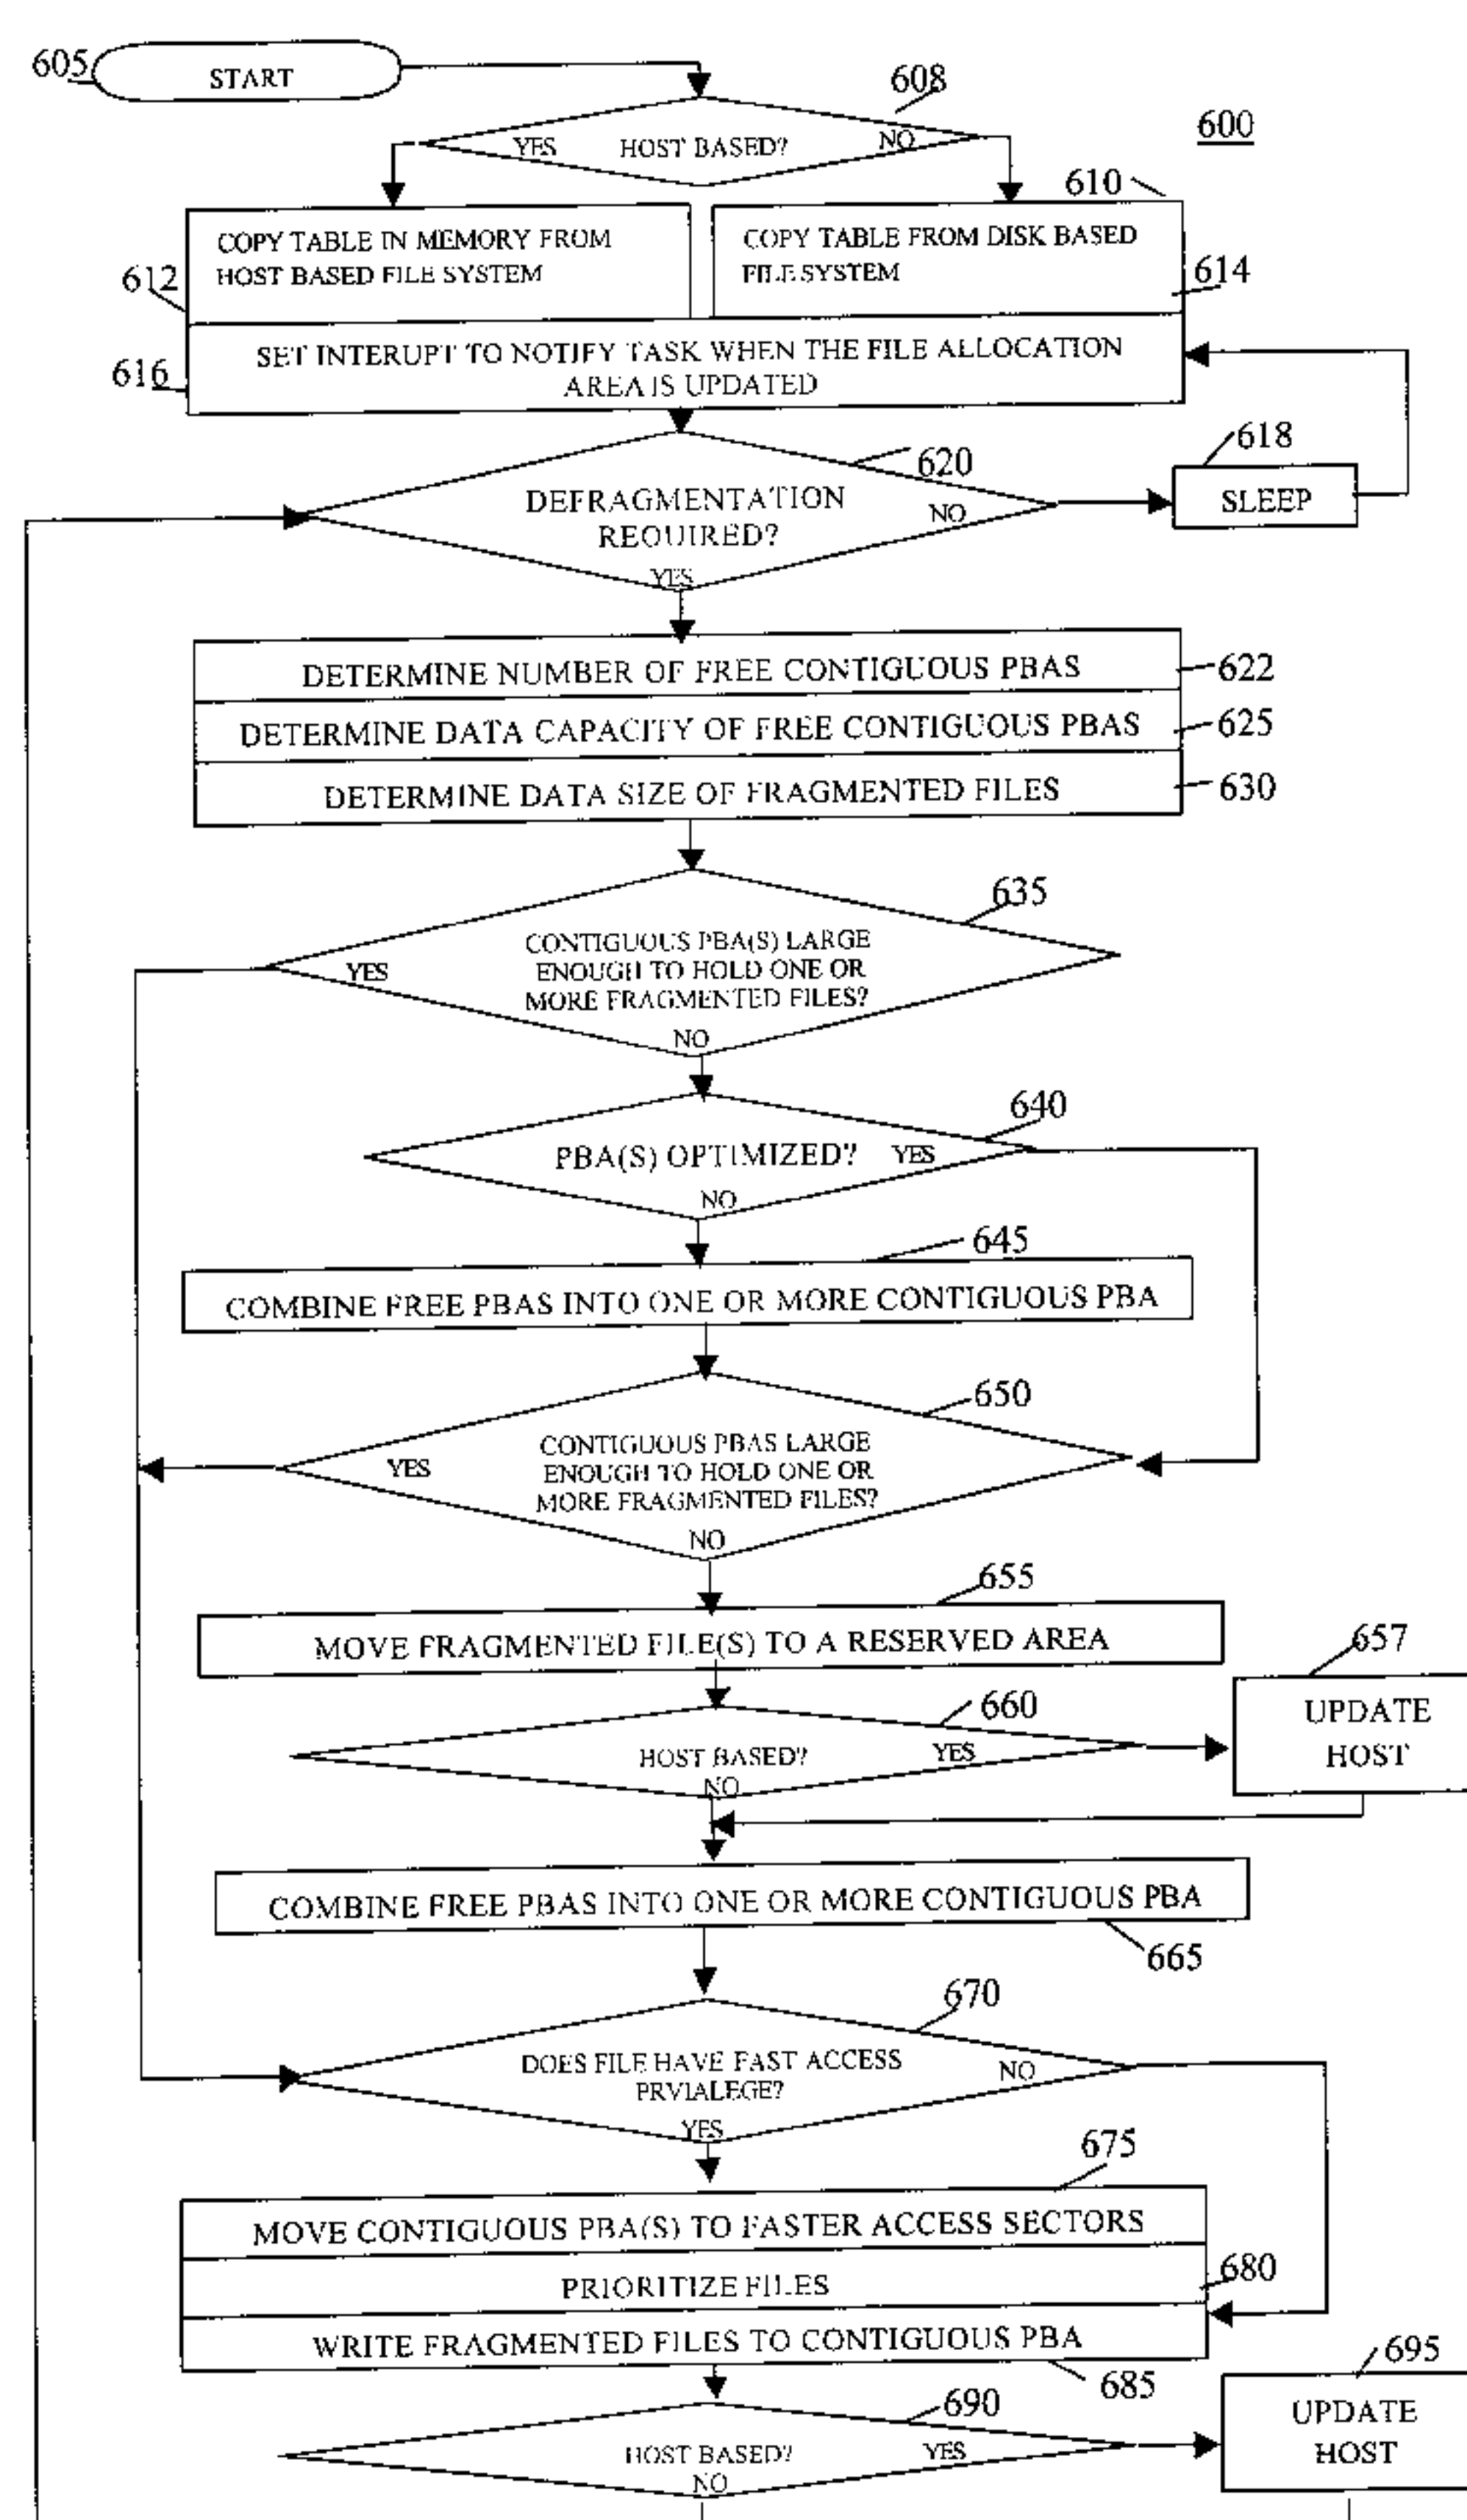 605
START
608
600
YES
HOST BASED?
NO
610
COPY TABLE IN MEMORY FROM
HOST BASED FILE SYSTEM
COPY TABLE FROM DISK BASED
FILE SYSTEM
612
614
SET INTERUPT TO NOTIFY TASK WHEN THE FILE ALLOCATION
AREA IS UPDATED
616
618
620
DEFRAGMENTATION
REQUIRED?
NO
SLEEP
YES
DETERMINE NUMBER OF FREE CONTIGUOUS PBAS
622
DETERMINE DATA CAPACITY OF FREE CONTIGUOUS PBAS
625
DETERMINE DATA SIZE OF FRAGMENTED FILES
630
635
CONTIGUOUS PBA(S) LARGE
ENOUGH TO HOLD ONE OR
MORE FRAGMENTED FILES?
YES
NO
640
PBA(S) OPTIMIZED?
YES
NO
645
COMBINE FREE PBAS INTO ONE OR MORE CONTIGUOUS PBA
650
CONTIGUOUS PBAS LARGE
ENOUGH TO HOLD ONE OR
MORE FRAGMENTED FILES?
YES
NO
655
MOVE FRAGMENTED FILE(S) TO A RESERVED AREA
657
UPDATE
HOST
660
HOST BASED?
YES
NO
COMBINE FREE PBAS INTO ONE OR MORE CONTIGUOUS PBA
665
670
DOES FILE HAVE FAST ACCESS
PRVIALEGE?
NO
YES
675
MOVE CONTIGUOUS PBA(S) TO FASTER ACCESS SECTORS
PRIORITIZE FILES
680
WRITE FRAGMENTED FILES TO CONTIGUOUS PBA
685
690
695
UPDATE
HOST
HOST BASED?
YES
NO